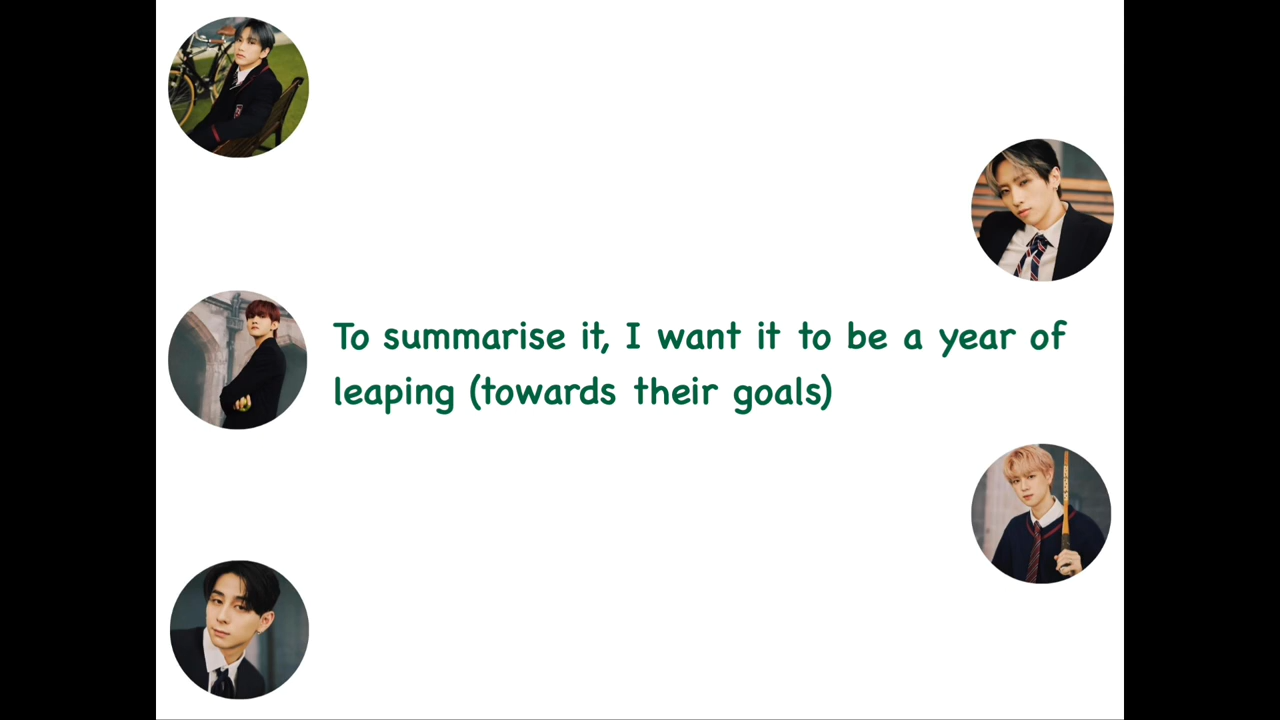 To summarise it, I want it to be a year of
leaping (towards their goals)